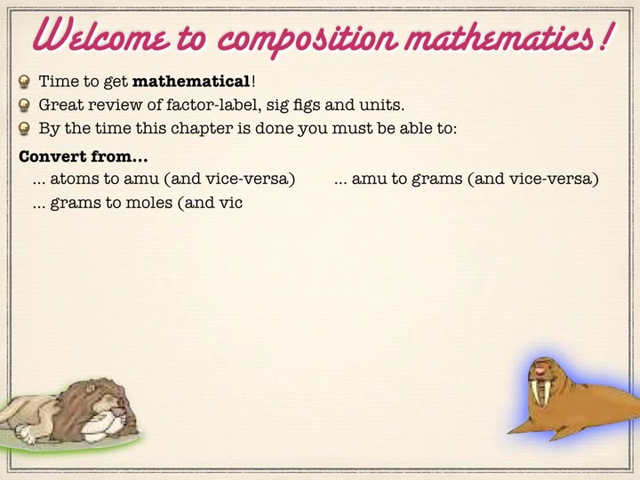 Welcome to composition mathematics!
Time to get mathematical!
Great review of factor-label, sig figs and units.
By the time this chapter is done you must be able to:
Convert from...
... atoms to amu (and vice-versa) ... amu to grams (and vice-versa)
... grams to moles (and vic